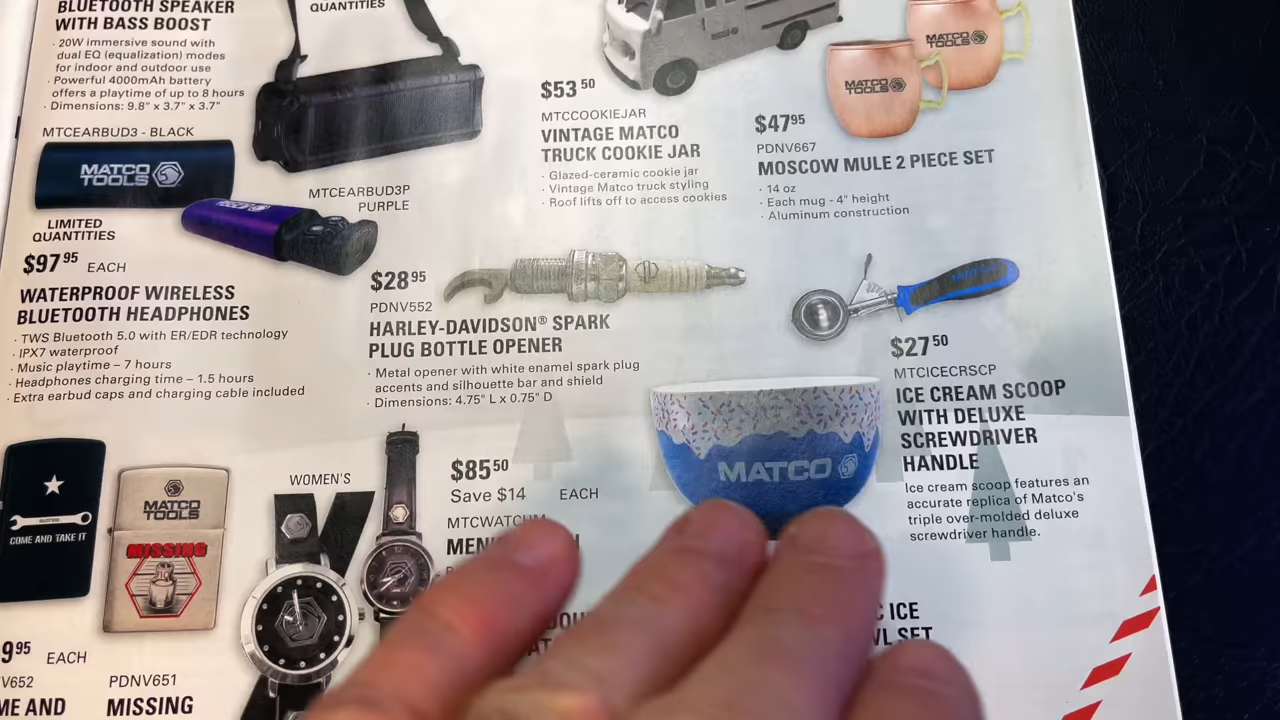 BLUETOOTH SPEAKER
WITH BASS BOOST
· 20W immersive sound with
dual EQ (equalization) modes
for indoor and outdoor use
· Powerful 4000mAh battery
offers a playtime of up to 8 hours
· Dimensions: 9.8" x 3.7" x 3.7"
QUANTITIES
MTCEARBUD3 - BLACK
MATCO
TOOLS
MTCEARBUD3P
PURPLE
LIMITED
QUANTITIES
$97 95 EACH
WATERPROOF WIRELESS
BLUETOOTH HEADPHONES
· TWS Bluetooth 5.0 with ER/EDR technology
· IPX7 waterproof
· Music playtime – 7 hours
· Headphones charging time – 1.5 hours
· Extra earbud caps and charging cable included
$53 50
MTCCOOKIEJAR
VINTAGE MATCO
TRUCK COOKIE JAR
· Glazed-ceramic cookie jar
· Vintage Matco truck styling
· Roof lifts off to access cookies
MATCO
TOOLS
MATCO
TOOLS
$47 95
PDNV667
MOSCOW MULE 2 PIECE SET
· 14 oz
· Each mug - 4" height
· Aluminum construction
$28 95
PDNV552
HARLEY-DAVIDSON® SPARK
PLUG BOTTLE OPENER
· Metal opener with white enamel spark plug
accents and silhouette bar and shield
· Dimensions: 4.75" L x 0.75" D
$27 50
MTCICECRSCP
ICE CREAM SCOOP
WITH DELUXE
SCREWDRIVER
HANDLE
Ice cream scoop features an
accurate replica of Matco's
triple over-molded deluxe
screwdriver handle.
MATCO
COME AND TAKE IT
MATCO
TOOLS
MISSING
WOMEN'S
12
$85 50
Save $14 EACH
MTCWATCHM
MEN
9 95 EACH
V652
ME AND
PDNV651
MISSING
C ICE
WL SET